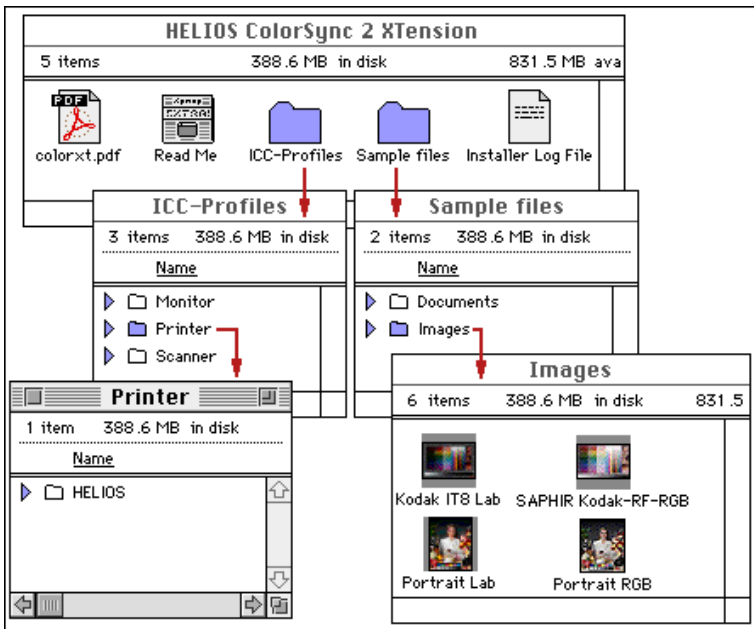 HELIOS ColorSync 2 XTension
5 items 388.6 MB in disk 831.5 MB ava
PDF
EXTRA!
colorxt.pdf Read Me ICC-Profiles Sample files Installer Log File
ICC-Profiles
3 items 388.6 MB in disk
Name
Monitor
Printer
Scanner
Sample files
2 items 388.6 MB in disk
Name
Documents
Images
Printer
1 item 388.6 MB in disk
Name
HELIOS
Images
6 items 388.6 MB in disk 831.5
Kodak IT8 Lab SAPHIR Kodak-RF-RGB
Portrait Lab Portrait RGB